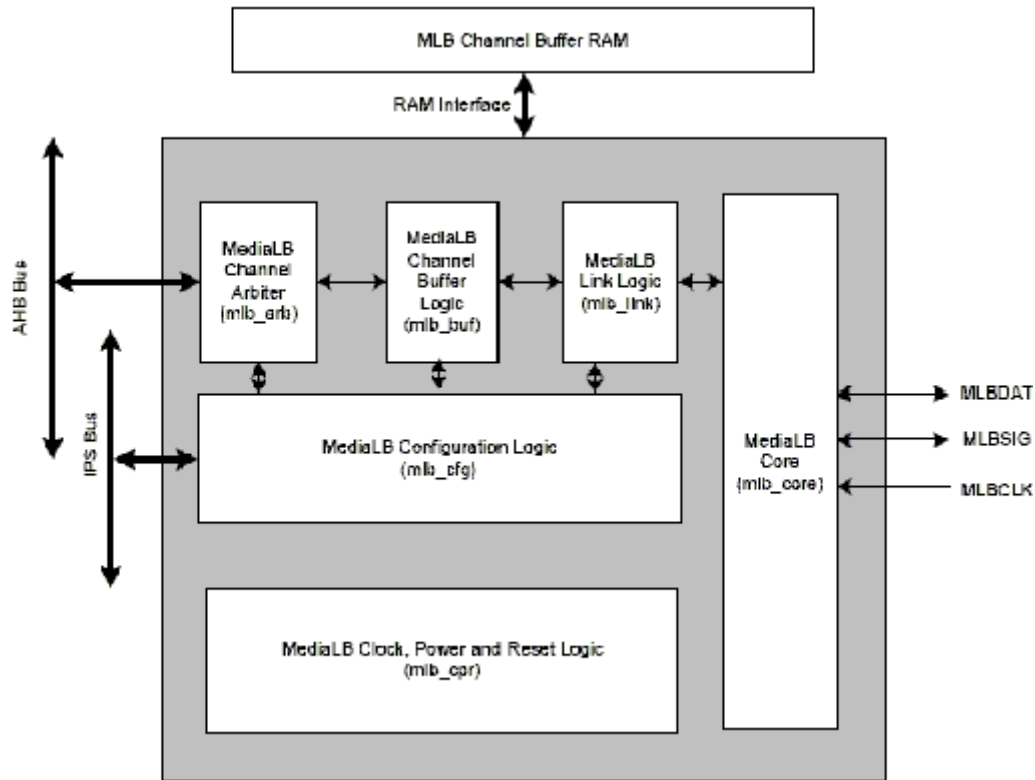 MLB Channel Buffer RAM
RAM Interface
AHB Bus
IPS Bus
MediaLB
Channel
Arbiter
(mlb_arb)
MediaLB
Channel
Buffer
Logic
(mlb_buf)
MediaLB
Link Logic
(mlb_link)
MediaLB Configuration Logic
(mlb_cfg)
MediaLB
Core
(mlb_core)
MLBDAT
MLBSIG
MLBCLK
MediaLB Clock, Power and Reset Logic
(mlb_cpr)